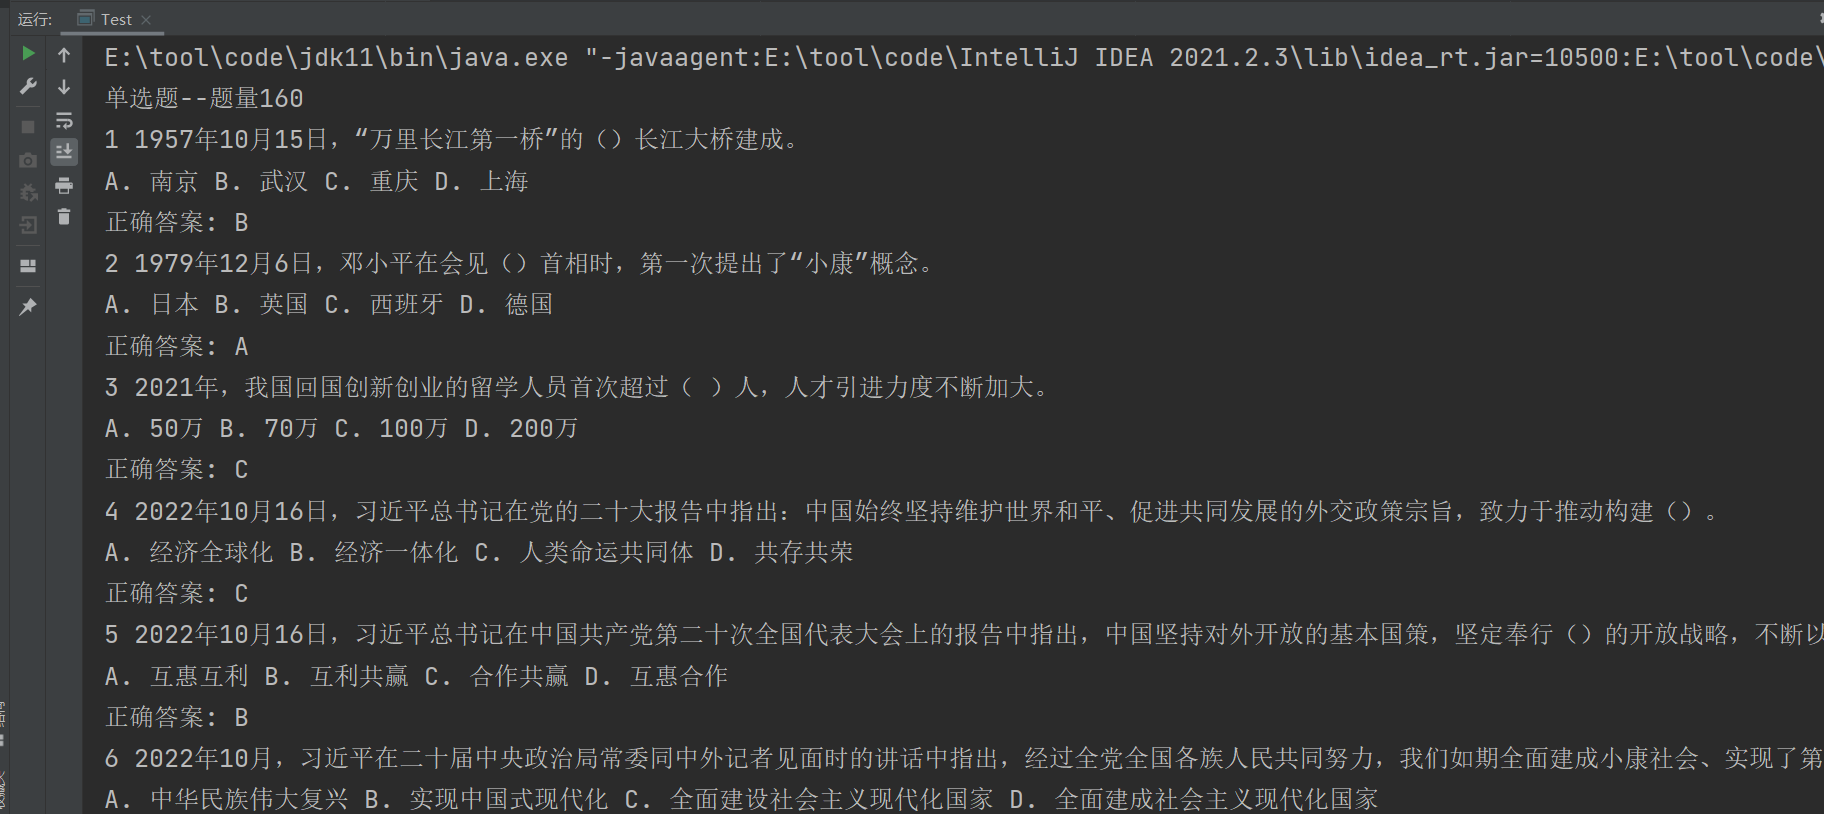 运行: Test
E:\tool\code\jdk11\bin\java.exe "-javaagent:E:\tool\code\IntelliJ IDEA 2021.2.3\lib\idea_rt.jar=10500:E:\tool\code\
单选题--题量160
1 1957年10月15日，“万里长江第一桥”的（）长江大桥建成。
A. 南京 B. 武汉 C. 重庆 D. 上海
正确答案: B
2 1979年12月6日，邓小平在会见（）首相时，第一次提出了“小康”概念。
A. 日本 B. 英国 C. 西班牙 D. 德国
正确答案: A
3 2021年，我国回国创新创业的留学人员首次超过（ ）人，人才引进力度不断加大。
A. 50万 B. 70万 C. 100万 D. 200万
正确答案: C
4 2022年10月16日，习近平总书记在党的二十大报告中指出：中国始终坚持维护世界和平、促进共同发展的外交政策宗旨，致力于推动构建（）。
A. 经济全球化 B. 经济一体化 C. 人类命运共同体 D. 共存共荣
正确答案: C
5 2022年10月16日，习近平总书记在中国共产党第二十次全国代表大会上的报告中指出，中国坚持对外开放的基本国策，坚定奉行（）的开放战略，不断以
A. 互惠互利 B. 互利共赢 C. 合作共赢 D. 互惠合作
正确答案: B
6 2022年10月，习近平在二十届中央政治局常委同中外记者见面时的讲话中指出，经过全党全国各族人民共同努力，我们如期全面建成小康社会、实现了第
A. 中华民族伟大复兴 B. 实现中国式现代化 C. 全面建设社会主义现代化国家 D. 全面建成社会主义现代化国家